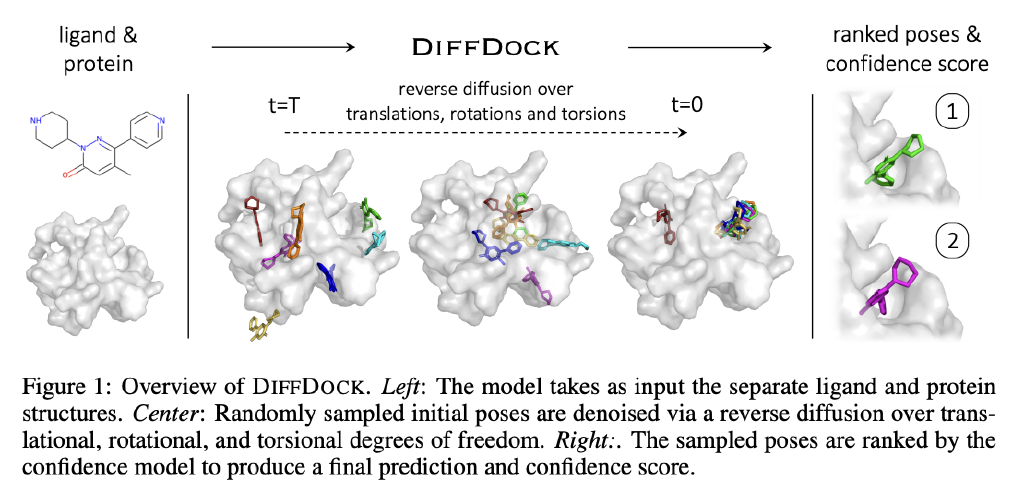 ligand &
protein
DIFFDOCK
ranked poses &
confidence score
reverse diffusion over
translations, rotations and torsions
t=T
t=0
NH
N
N
N
O
1
2
Figure 1: Overview of DIFFDOCK. Left: The model takes as input the separate ligand and protein
structures. Center: Randomly sampled initial poses are denoised via a reverse diffusion over trans-
lational, rotational, and torsional degrees of freedom. Right:. The sampled poses are ranked by the
confidence model to produce a final prediction and confidence score.